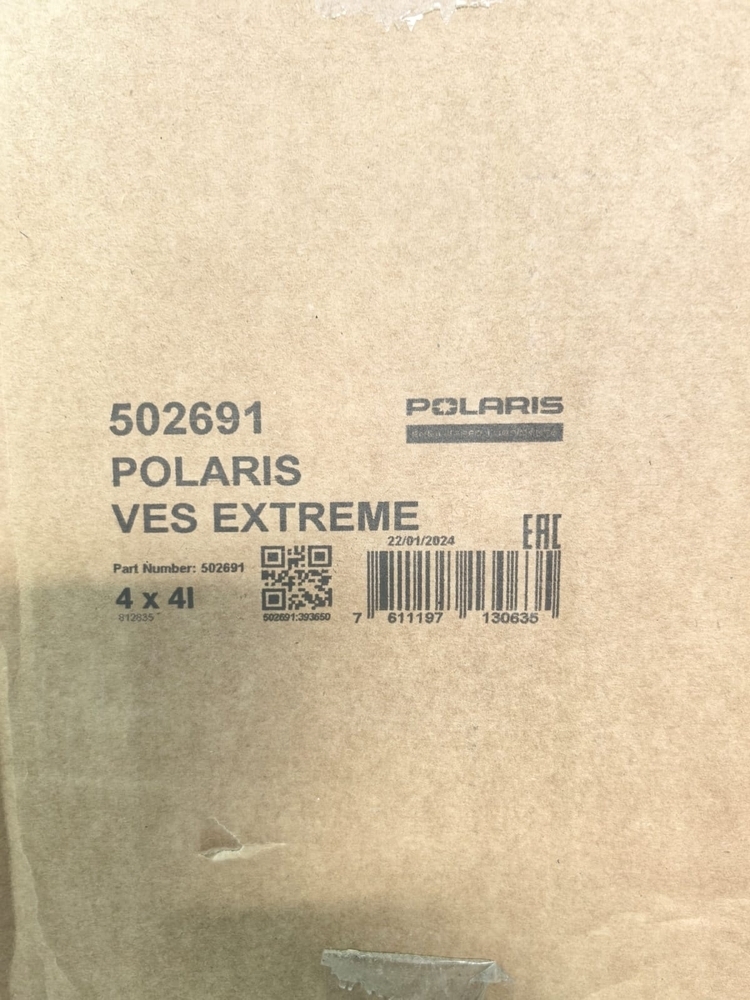 502691
POLARIS
POLARIS
VES EXTREME
22/01/2024
EAC
Part Number: 502691
4 x 4l
812835
502691:393650
7 611197 130635